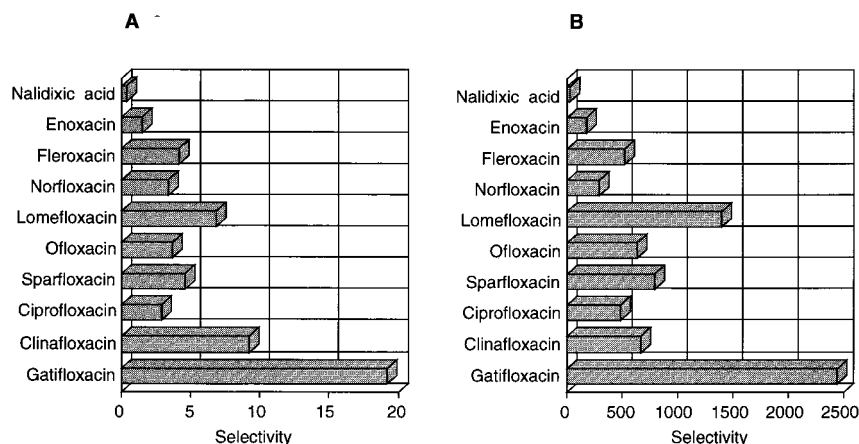 A
Nalidixic acid
Enoxacin
Fleroxacin
Norfloxacin
Lomefloxacin
Ofloxacin
Sparfloxacin
Ciprofloxacin
Clinafloxacin
Gatifloxacin
0 5 10 15 20
Selectivity
B
Nalidixic acid
Enoxacin
Fleroxacin
Norfloxacin
Lomefloxacin
Ofloxacin
Sparfloxacin
Ciprofloxacin
Clinafloxacin
Gatifloxacin
0 500 1000 1500 2000 2500
Selectivity